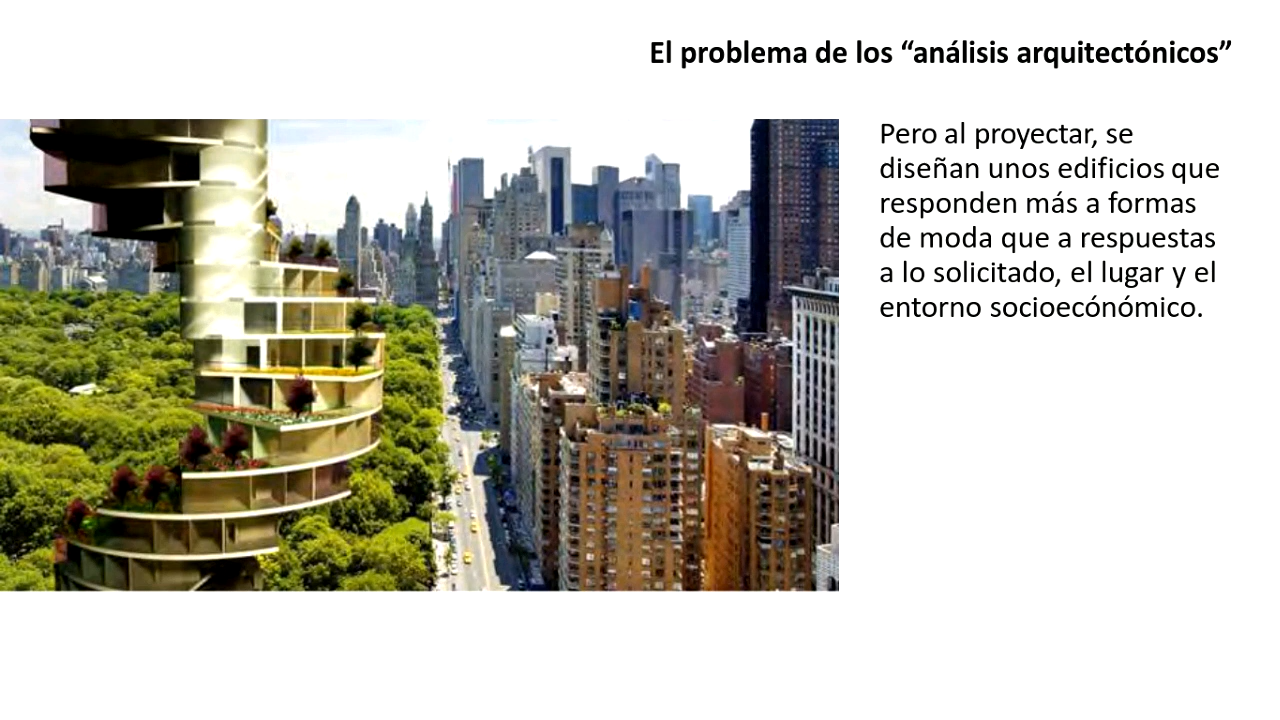 El problema de los “análisis arquitectónicos”
Pero al proyectar, se
diseñan unos edificios que
responden más a formas
de moda que a respuestas
a lo solicitado, el lugar y el
entorno socioecónómico.